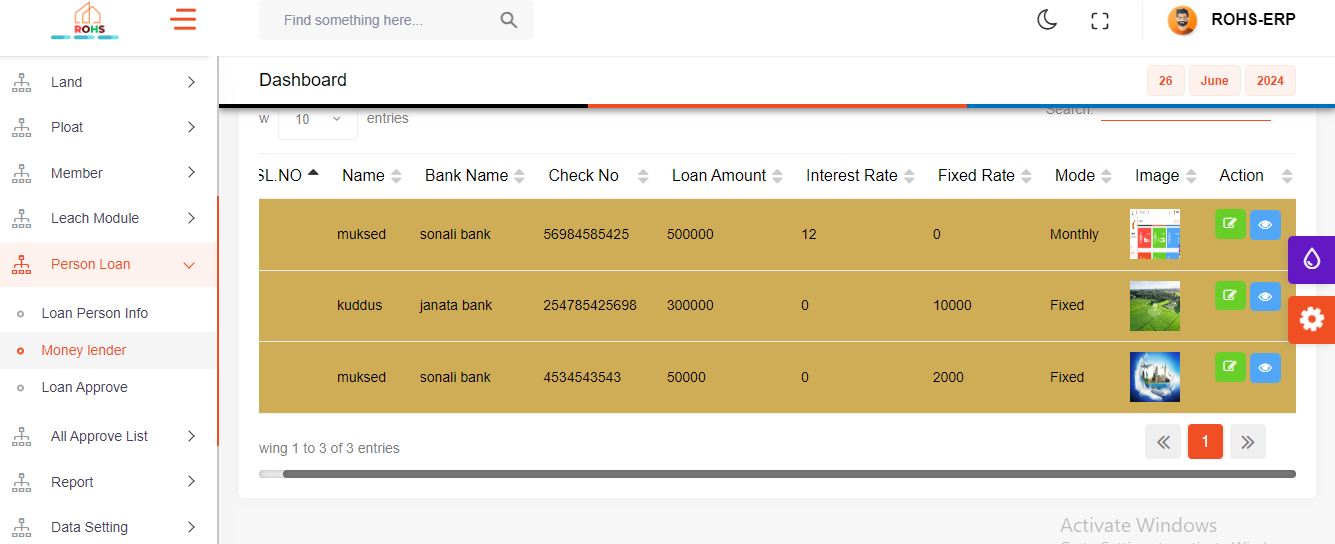 ROHS
Find something here...
ROHS-ERP
Dashboard
26 June 2024
Land
Ploat
Member
Leach Module
Person Loan
Loan Person Info
Money lender
Loan Approve
All Approve List
Report
Data Setting
w 10 entries
Search:
SL.NO Name Bank Name Check No Loan Amount Interest Rate Fixed Rate Mode Image Action
muksed sonali bank 56984585425 500000 12 0 Monthly
kuddus janata bank 254785425698 300000 0 10000 Fixed
muksed sonali bank 4534543543 50000 0 2000 Fixed
wing 1 to 3 of 3 entries
« 1 »
Activate Windows